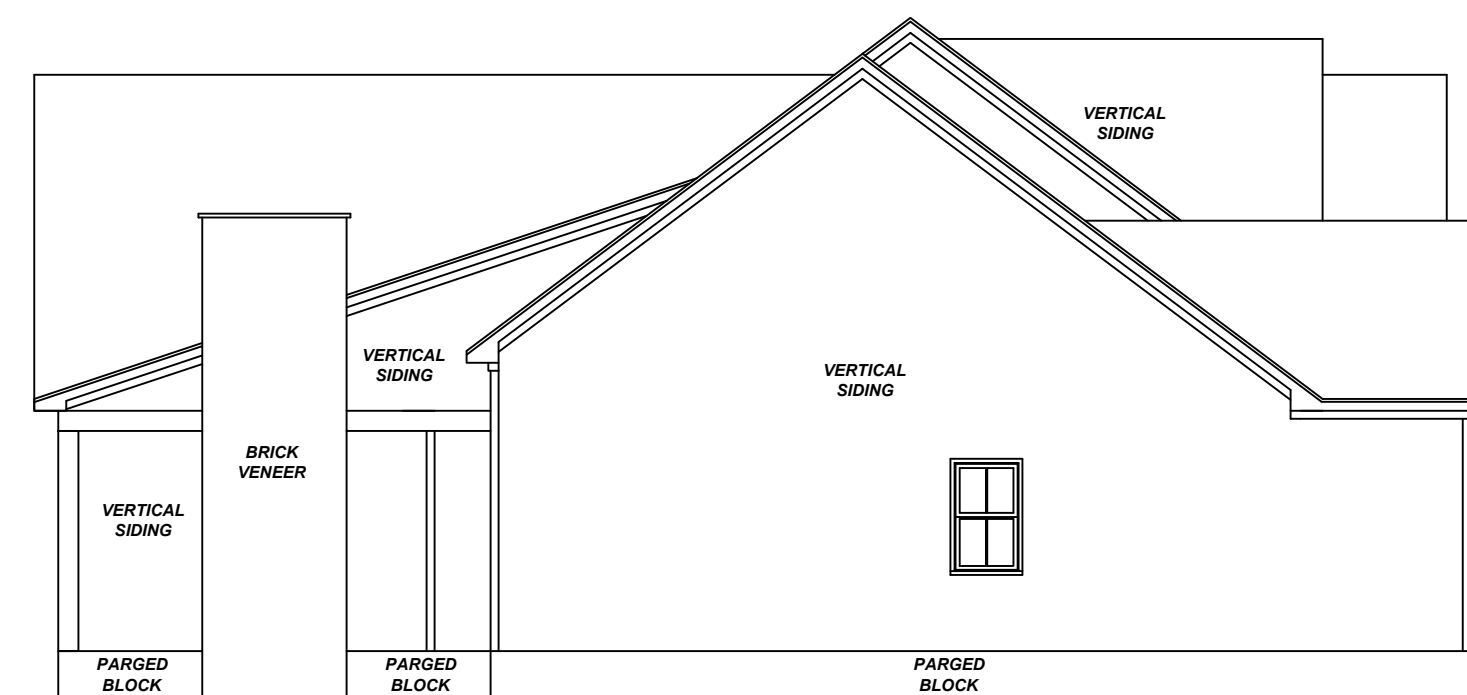 VERTICAL
SIDING
VERTICAL
SIDING
VERTICAL
SIDING
BRICK
VENEER
VERTICAL
SIDING
PARGED
BLOCK
PARGED
BLOCK
PARGED
BLOCK